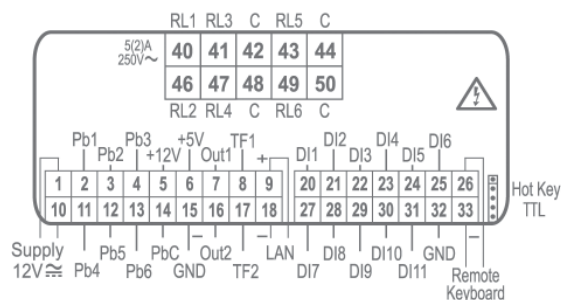 RL1 RL3 C RL5 C
5(2)A
250V~
40 41 42 43 44
46 47 48 49 50
RL2 RL4 C RL6 C
Pb1 Pb3 +5V TF1 DI2 DI4 DI6
Pb2 +12V Out1 + DI1 DI3 DI5
1 2 3 4 5 6 7 8 9 20 21 22 23 24 25 26
10 11 12 13 14 15 16 17 18 27 28 29 30 31 32 33
Hot Key
TTL
Supply Pb5 PbC − Out2 − LAN DI8 DI10 GND −
12V⎓ Pb4 Pb6 GND TF2 DI7 DI9 DI11 Remote
Keyboard